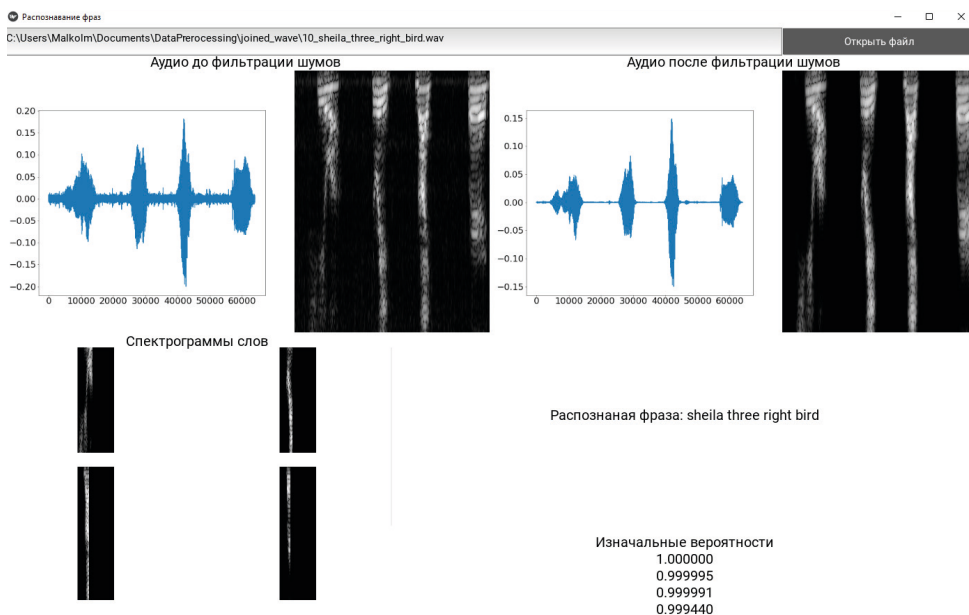 Распознавание фраз
C:\Users\Malkolm\Documents\DataPrerocessing\joined_wave\10_sheila_three_right_bird.wav
Открыть файл
Аудио до фильтрации шумов
0.20
0.15
0.10
0.05
0.00
−0.05
−0.10
−0.15
−0.20
0 10000 20000 30000 40000 50000 60000
Аудио после фильтрации шумов
0.15
0.10
0.05
0.00
−0.05
−0.10
−0.15
0 10000 20000 30000 40000 50000 60000
Спектрограммы слов
Распознаная фраза: sheila three right bird
Изначальные вероятности
1.000000
0.999995
0.999991
0.999440